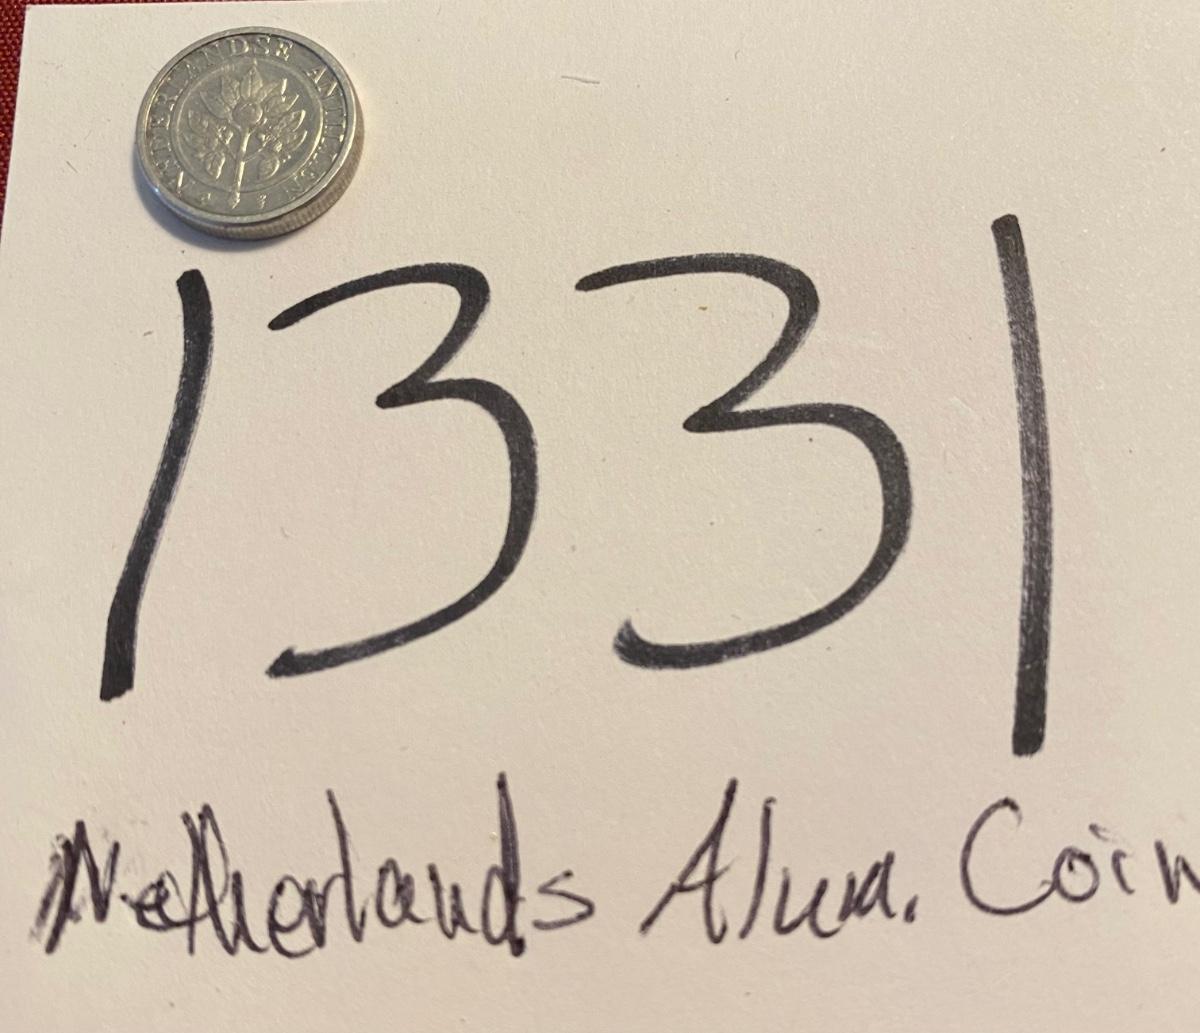 NEDERLANDSE ANTILLEN
1331
Netherlands Alum. Coin